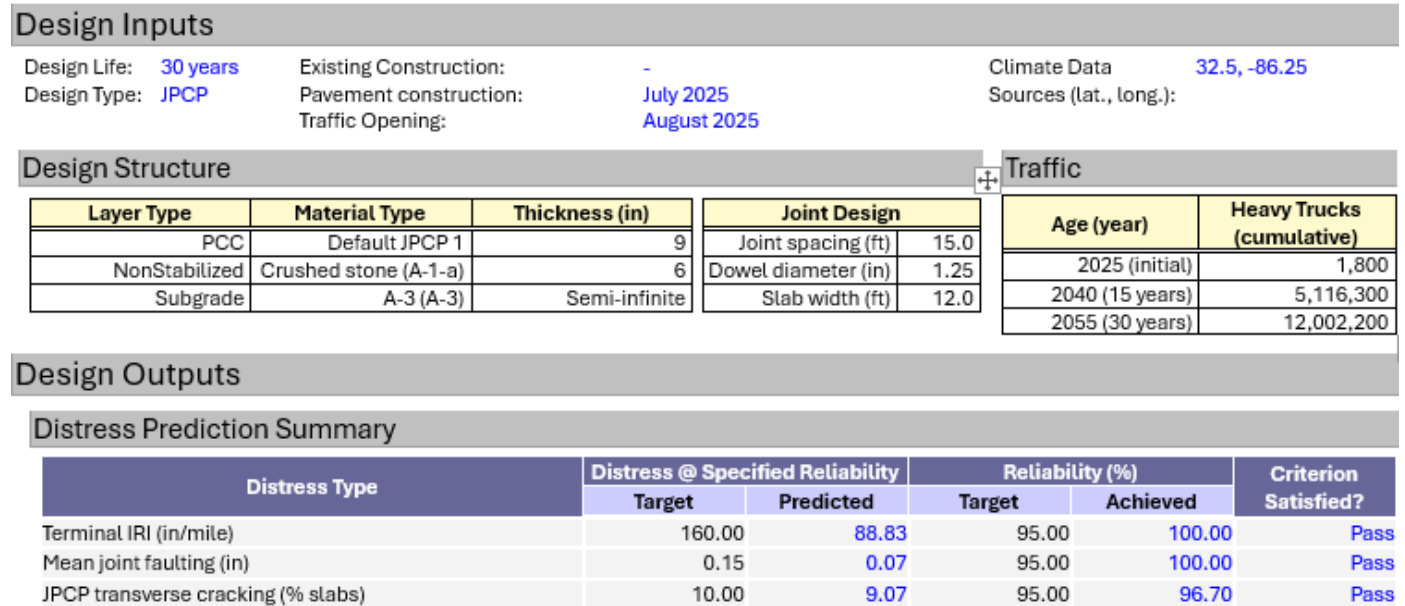 Design Inputs
Design Life: 30 years Existing Construction: - Climate Data 32.5, -86.25
Design Type: JPCP Pavement construction: July 2025 Sources (lat., long.):
Traffic Opening: August 2025
Design Structure
Layer Type Material Type Thickness (in)
PCC Default JPCP 1 9
NonStabilized Crushed stone (A-1-a) 6
Subgrade A-3 (A-3) Semi-infinite
Joint Design
Joint spacing (ft) 15.0
Dowel diameter (in) 1.25
Slab width (ft) 12.0
Traffic
Age (year) Heavy Trucks
(cumulative)
2025 (initial) 1,800
2040 (15 years) 5,116,300
2055 (30 years) 12,002,200
Design Outputs
Distress Prediction Summary
Distress Type Distress @ Specified Reliability Reliability (%) Criterion
Target Predicted Target Achieved Satisfied?
Terminal IRI (in/mile) 160.00 88.83 95.00 100.00 Pass
Mean joint faulting (in) 0.15 0.07 95.00 100.00 Pass
JPCP transverse cracking (% slabs) 10.00 9.07 95.00 96.70 Pass